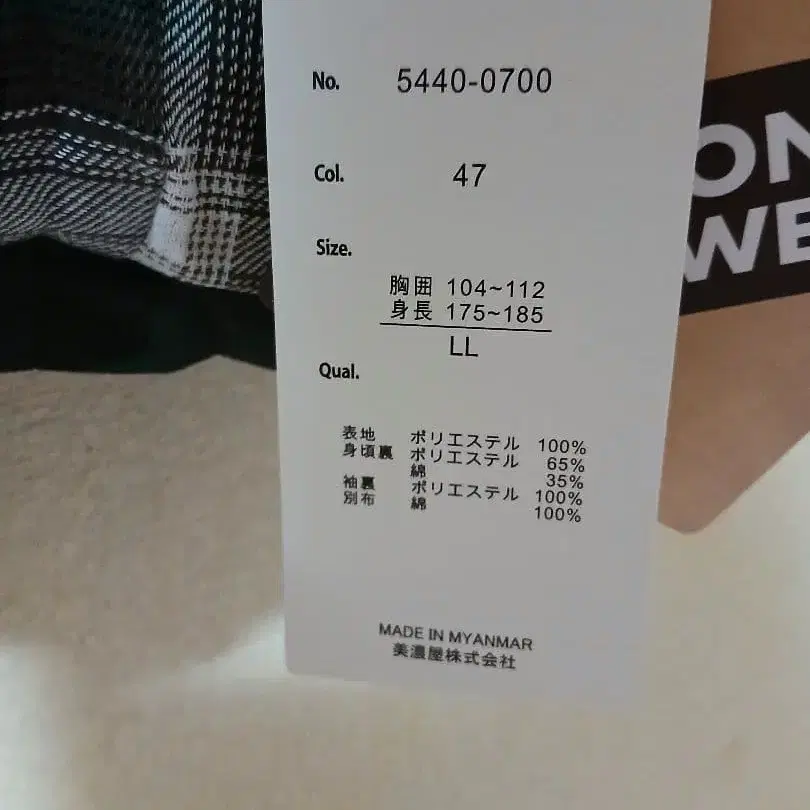 No. 5440-0700
Col. 47
Size.
胸囲 104~112
身長 175~185
LL
Qual.
表地 ポリエステル 100%
身頃裏 ポリエステル 65%
綿 35%
袖裏 ポリエステル 100%
別布 綿 100%
MADE IN MYANMAR
美濃屋株式会社
ON
WE